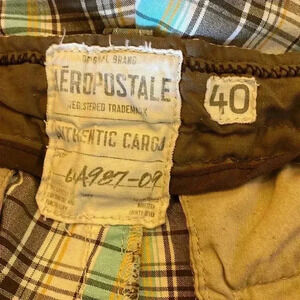 ORIGINAL BRAND
AÉROPOSTALE
REGISTERED TRADEMARK
AUTHENTIC CARGO
6A987-09
40